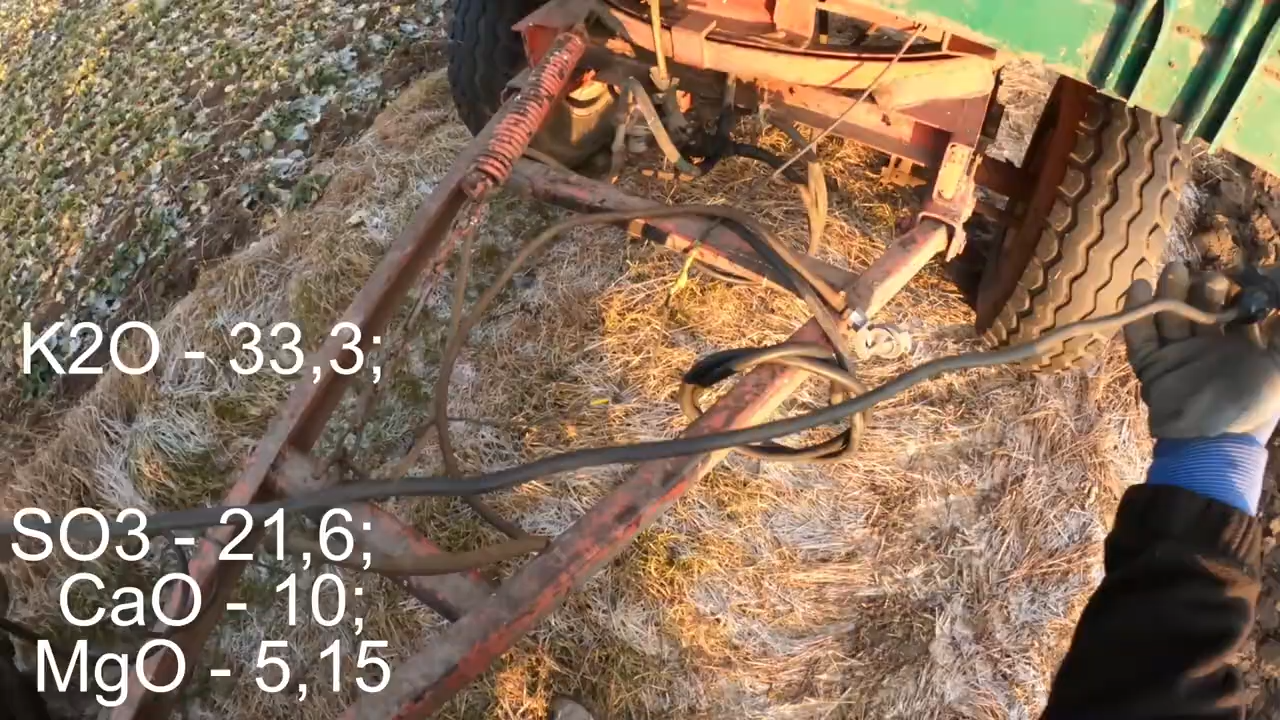 K2O - 33,3;
SO3 - 21,6;
CaO - 10;
MgO - 5,15